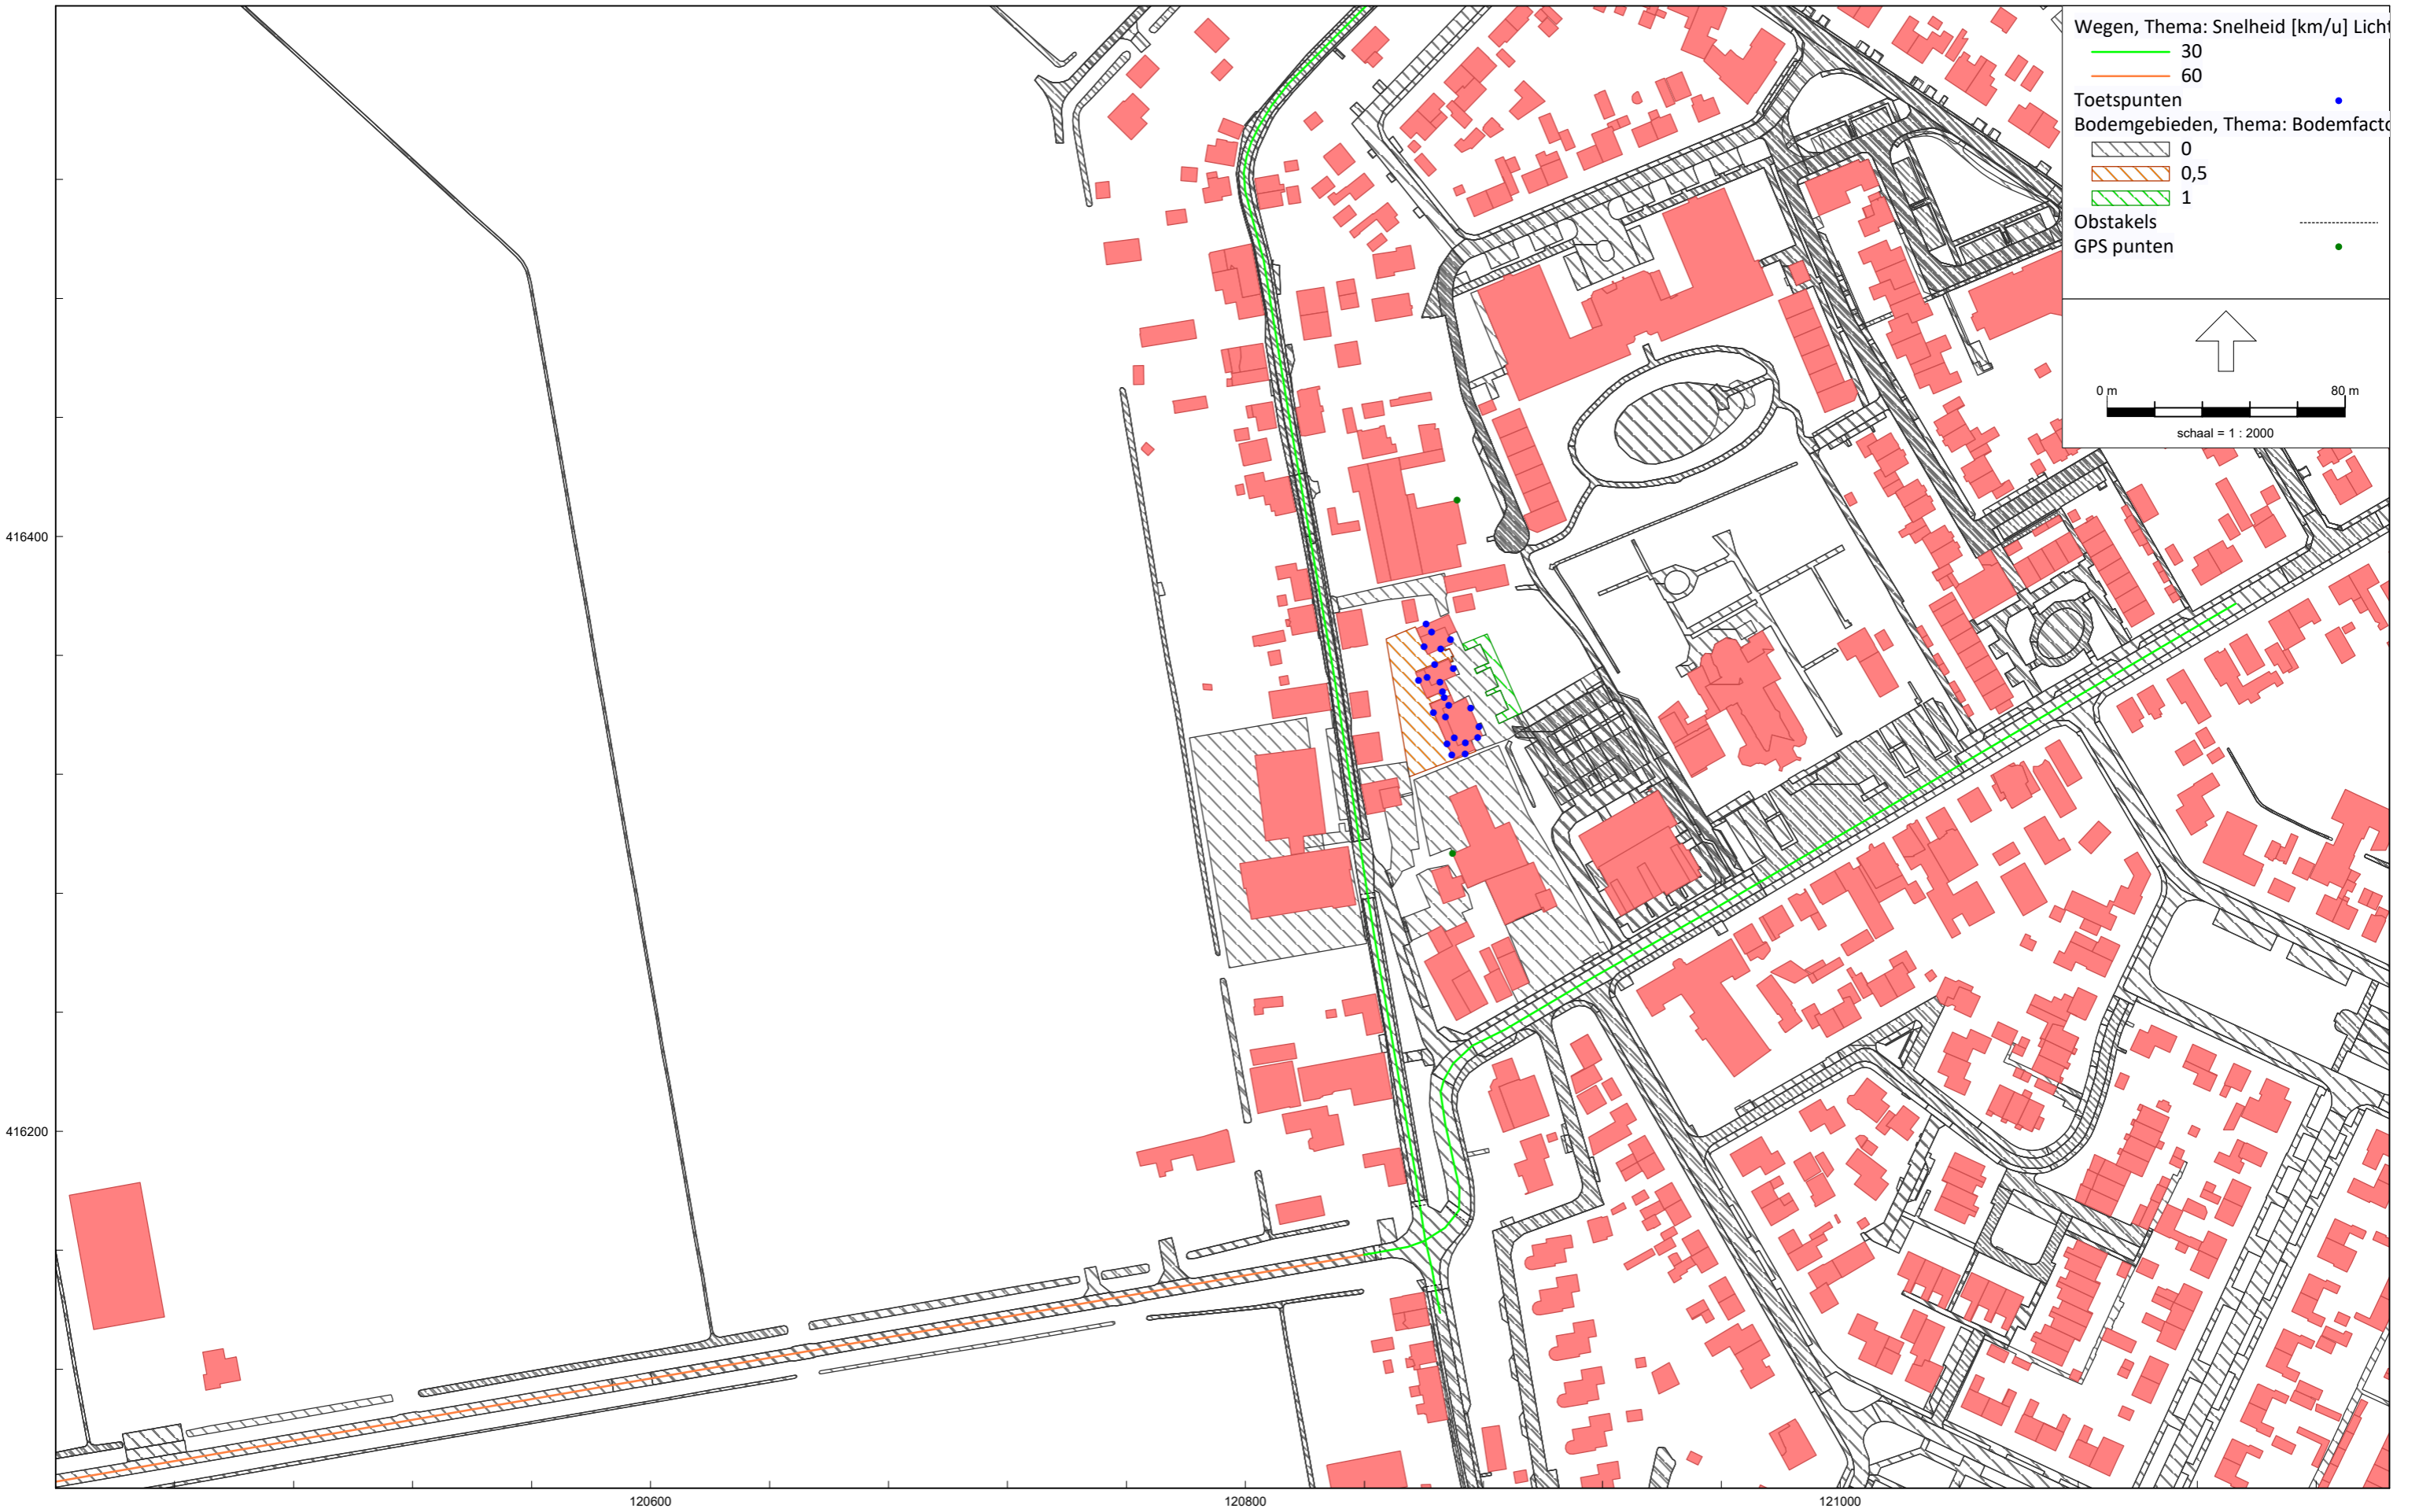 Wegen, Thema: Snelheid [km/u] Licht
30
60
Toetspunten
Bodemgebieden, Thema: Bodemfacto
0
0,5
1
Obstakels
GPS punten
0 m 80 m
schaal = 1 : 2000
416400
416200
120600 120800 121000